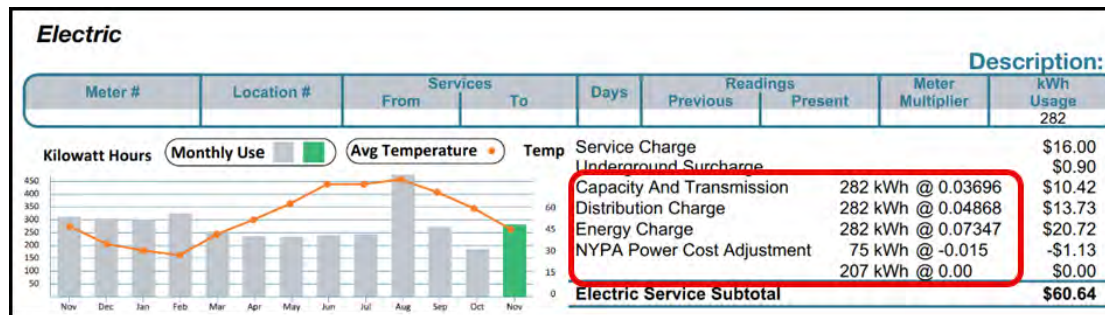 Electric
Description:
Meter # Location # Services Days Readings Meter kWh
From To Previous Present Multiplier Usage
282
Kilowatt Hours Monthly Use Avg Temperature Temp
Service Charge $16.00
Underground Surcharge $0.90
Capacity And Transmission 282 kWh @ 0.03696 $10.42
Distribution Charge 282 kWh @ 0.04868 $13.73
Energy Charge 282 kWh @ 0.07347 $20.72
NYPA Power Cost Adjustment 75 kWh @ -0.015 -$1.13
207 kWh @ 0.00 $0.00
Electric Service Subtotal $60.64
450
400
350
300 60
250 45
200
150 30
100 15
50
0
Nov Dec Jan Feb Mar Apr May Jun Jul Aug Sep Oct Nov